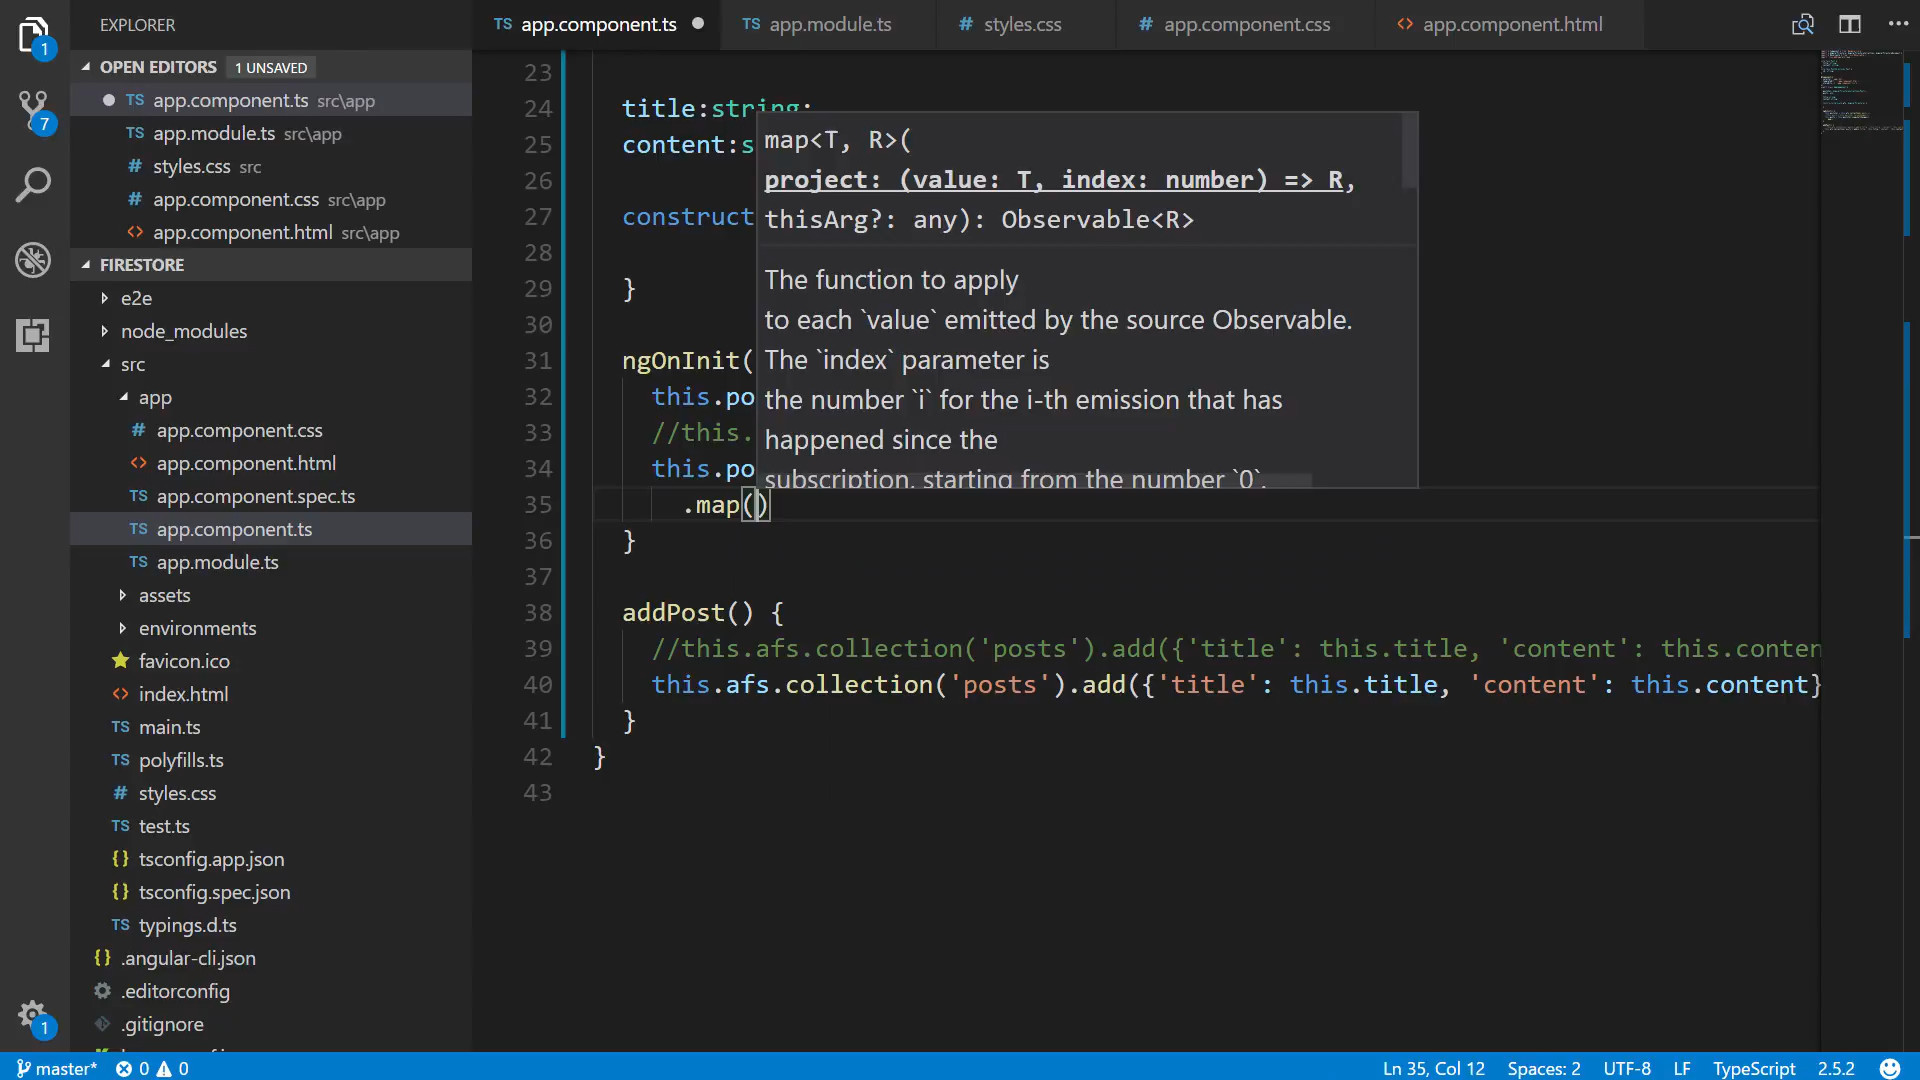 EXPLORER
TS app.component.ts
TS app.module.ts
# styles.css
# app.component.css
<> app.component.html
OPEN EDITORS 1 UNSAVED
TS app.component.ts src\app
TS app.module.ts src\app
# styles.css src
# app.component.css src\app
<> app.component.html src\app
FIRESTORE
e2e
node_modules
src
app
# app.component.css
<> app.component.html
TS app.component.spec.ts
TS app.component.ts
TS app.module.ts
assets
environments
favicon.ico
<> index.html
TS main.ts
TS polyfills.ts
# styles.css
TS test.ts
{} tsconfig.app.json
{} tsconfig.spec.json
TS typings.d.ts
{} .angular-cli.json
.editorconfig
.gitignore
1
7
1
23
24 title:string;
25 content:s
26
27 construct
28
29 }
30
31 ngOnInit(
32 this.po
33 //this.
34 this.po
35 .map()
36 }
37
38 addPost() {
39 //this.afs.collection('posts').add({'title': this.title, 'content': this.conten
40 this.afs.collection('posts').add({'title': this.title, 'content': this.content}
41 }
42 }
43
map<T, R>(
project: (value: T, index: number) => R,
thisArg?: any): Observable<R>
The function to apply
to each `value` emitted by the source Observable.
The `index` parameter is
the number `i` for the i-th emission that has
happened since the
subscription, starting from the number `0`.
master* 0 0
Ln 35, Col 12 Spaces: 2 UTF-8 LF TypeScript 2.5.2